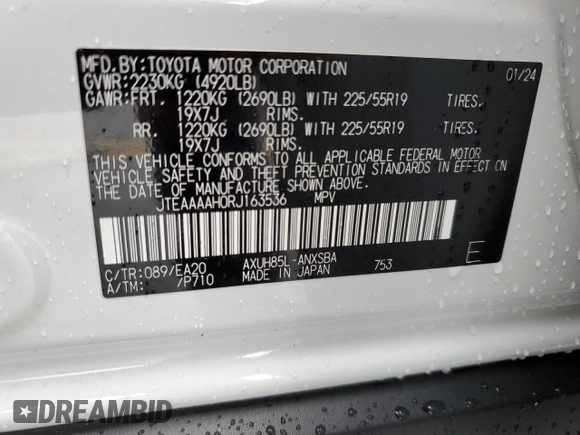 MFD. BY: TOYOTA MOTOR CORPORATION 01/24
GVWR: 2230KG (4920LB)
GAWR: FRT. 1220KG (2690LB) WITH 225/55R19 TIRES.
19X7J RIMS.
RR. 1220KG (2690LB) WITH 225/55R19 TIRES.
19X7J RIMS.
THIS VEHICLE CONFORMS TO ALL APPLICABLE FEDERAL MOTOR
VEHICLE SAFETY AND THEFT PREVENTION STANDARDS IN EFFECT ON
THE DATE OF MANUFACTURE SHOWN ABOVE.
JTEAAAAH0RJ163536 MPV
C/TR: 089/EA20 AXUH85L-ANXSBA 753 E
A/TM: /P710 MADE IN JAPAN
DREAMBID